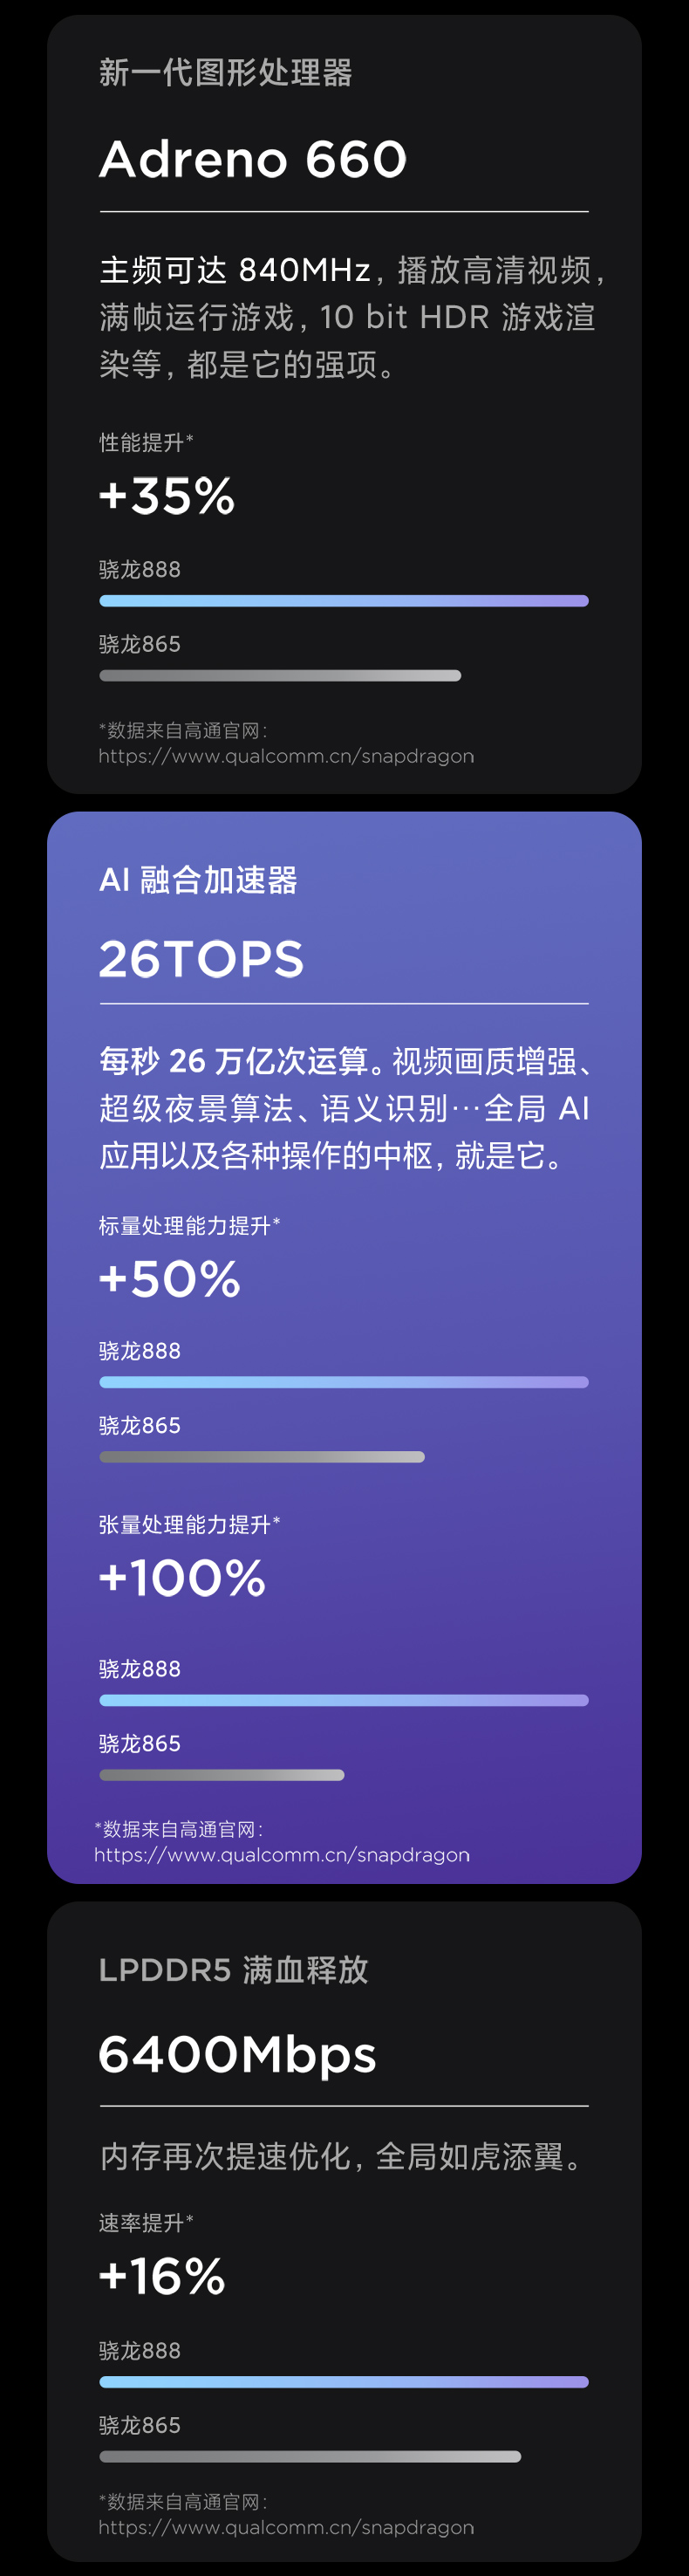 新一代图形处理器
Adreno 660
主频可达 840MHz，播放高清视频，
满帧运行游戏，10 bit HDR 游戏渲
染等，都是它的强项。
性能提升*
+35%
骁龙888
骁龙865
*数据来自高通官网：
https://www.qualcomm.cn/snapdragon
AI 融合加速器
26TOPS
每秒 26 万亿次运算。视频画质增强、
超级夜景算法、语义识别…全局 AI
应用以及各种操作的中枢，就是它。
标量处理能力提升*
+50%
骁龙888
骁龙865
张量处理能力提升*
+100%
骁龙888
骁龙865
*数据来自高通官网：
https://www.qualcomm.cn/snapdragon
LPDDR5 满血释放
6400Mbps
内存再次提速优化，全局如虎添翼。
速率提升*
+16%
骁龙888
骁龙865
*数据来自高通官网：
https://www.qualcomm.cn/snapdragon